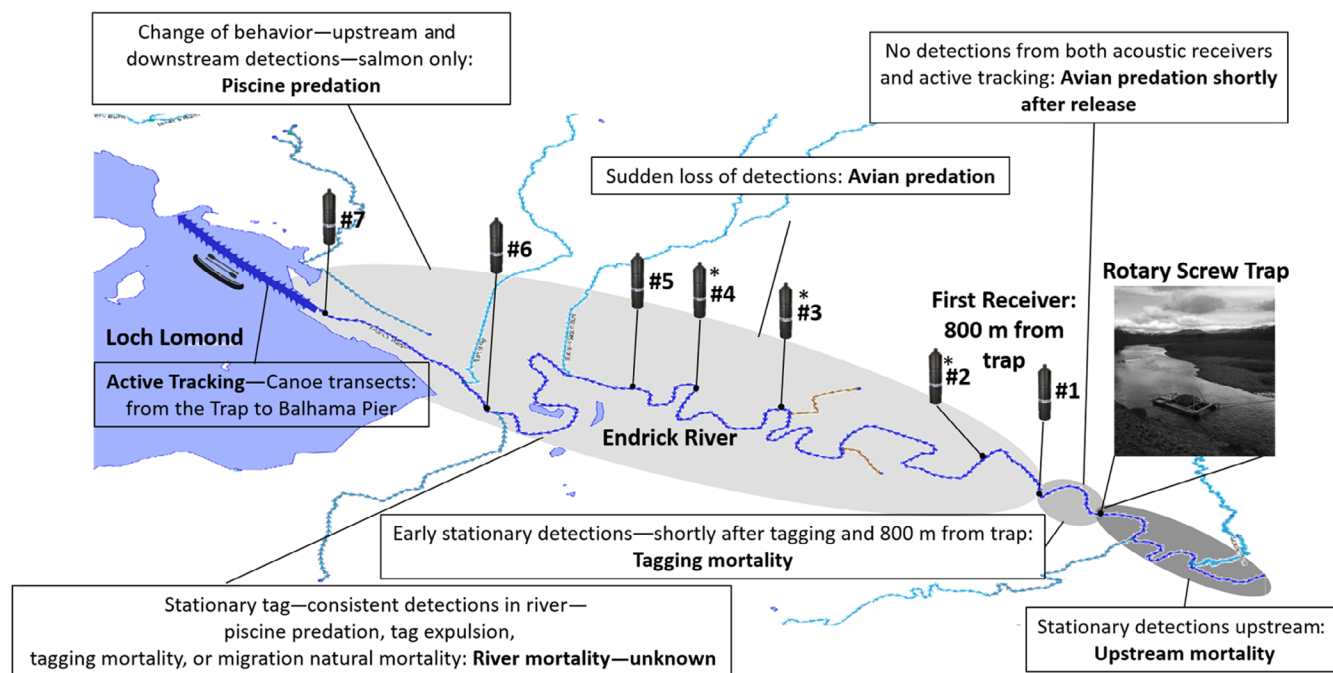 Change of behavior—upstream and
downstream detections—salmon only:
Piscine predation
No detections from both acoustic receivers
and active tracking: Avian predation shortly
after release
Sudden loss of detections: Avian predation
#7
#6
#5
*
#4
*
#3
First Receiver:
800 m from
trap
*
#2
#1
Rotary Screw Trap
Loch Lomond
Active Tracking—Canoe transects:
from the Trap to Balhama Pier
Endrick River
Early stationary detections—shortly after tagging and 800 m from trap:
Tagging mortality
Stationary tag—consistent detections in river—
piscine predation, tag expulsion,
tagging mortality, or migration natural mortality: River mortality—unknown
Stationary detections upstream:
Upstream mortality